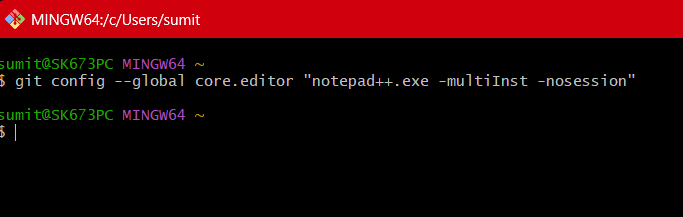 MINGW64:/c/Users/sumit
sumit@SK673PC MINGW64 ~
$ git config --global core.editor "notepad++.exe -multiInst -nosession"
sumit@SK673PC MINGW64 ~
$